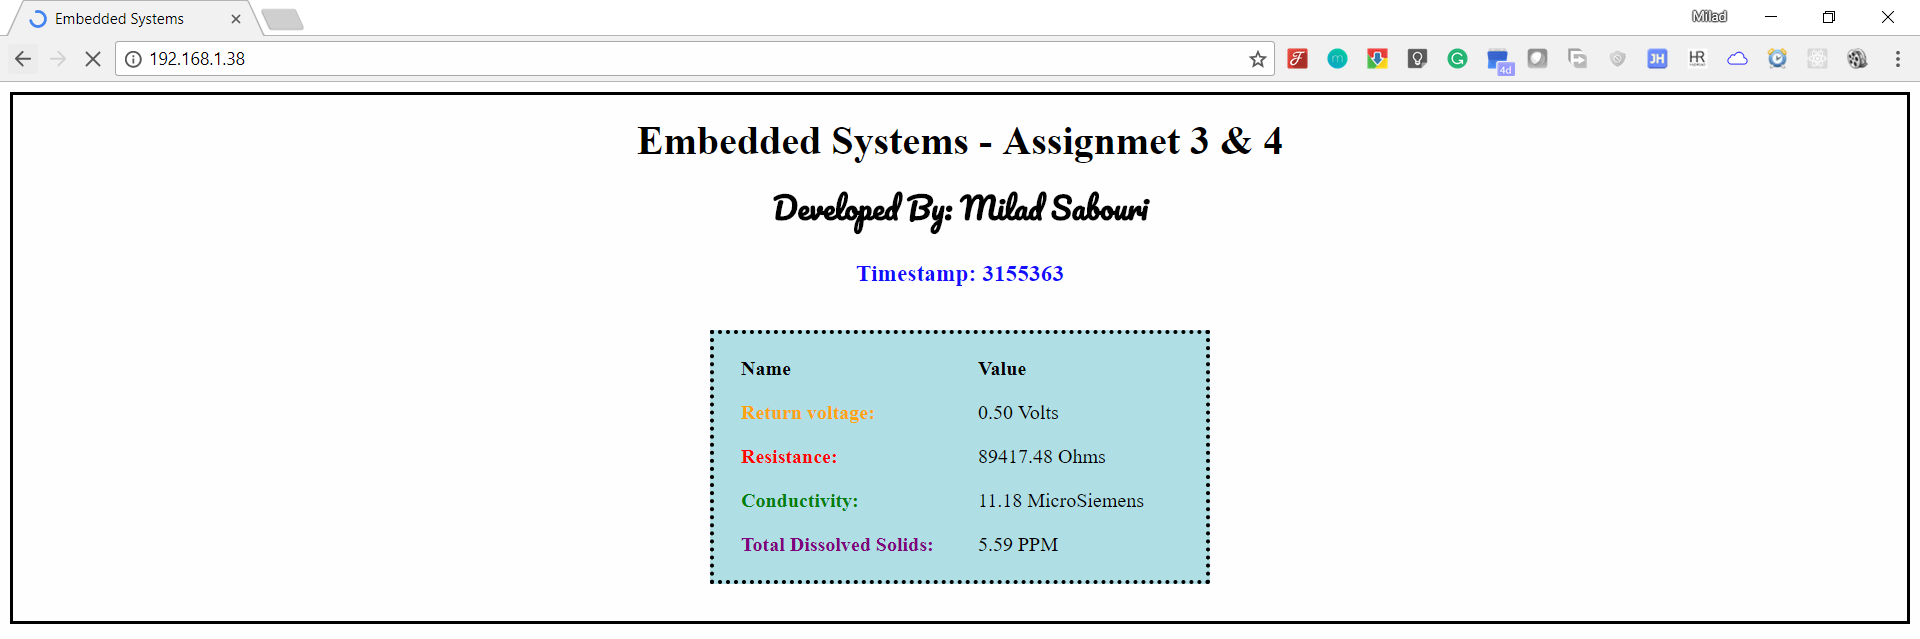 Embedded Systems
Milad
192.168.1.38
4d
JH
HR
Embedded Systems - Assignmet 3 & 4
Developed By: Milad Sabouri
Timestamp: 3155363
Name Value
Return voltage: 0.50 Volts
Resistance: 89417.48 Ohms
Conductivity: 11.18 MicroSiemens
Total Dissolved Solids: 5.59 PPM